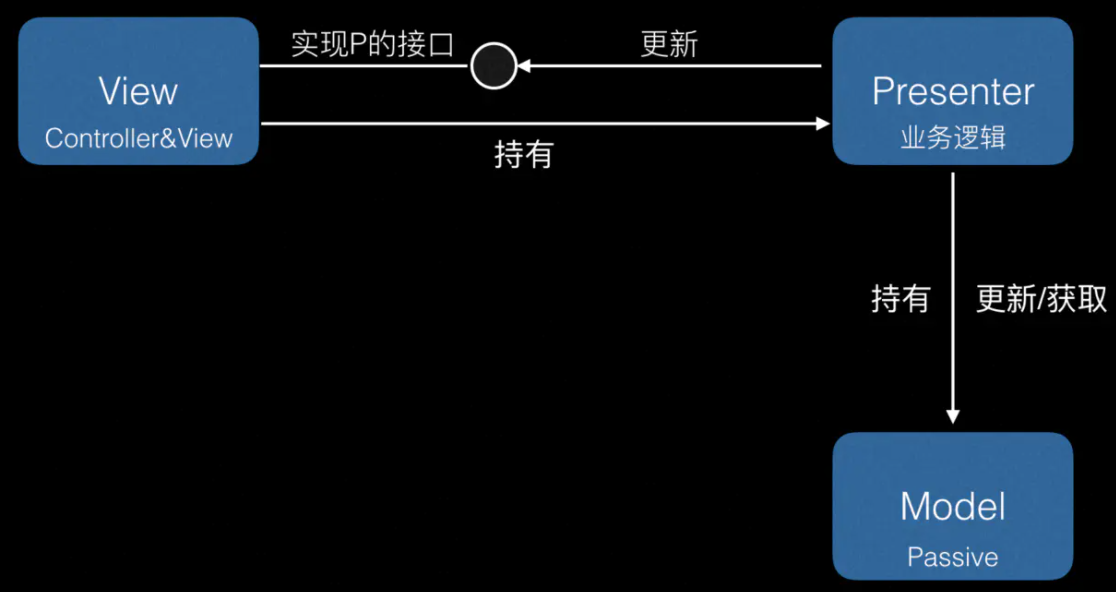 实现P的接口
更新
View
Controller&View
Presenter
业务逻辑
持有
持有
更新/获取
Model
Passive